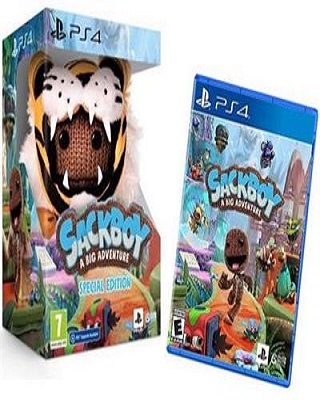 PS4
SACKBOY
A BIG ADVENTURE
SPECIAL EDITION
7
PS4
SACKBOY
A BIG ADVENTURE
E